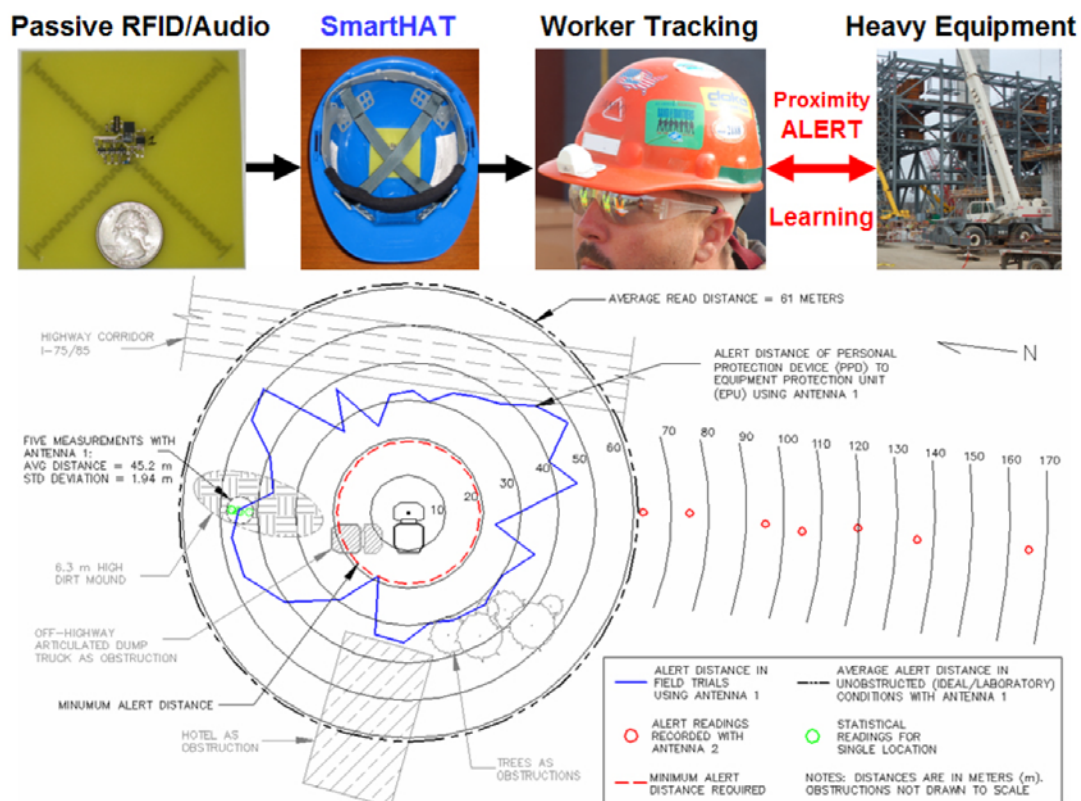 Passive RFID/Audio
SmartHAT
Worker Tracking
Heavy Equipment
Proximity
ALERT
Learning
AVERAGE READ DISTANCE = 61 METERS
HIGHWAY CORRIDOR
I-75/85
N
ALERT DISTANCE OF PERSONAL
PROTECTION DEVICE (PPD) TO
EQUIPMENT PROTECTION UNIT
(EPU) USING ANTENNA 1
FIVE MEASUREMENTS WITH
ANTENNA 1:
AVG DISTANCE = 45.2 m
STD DEVIATION = 1.94 m
10
20
30
40
50
60
70
80
90
100
110
120
130
140
150
160
170
6.3 m HIGH
DIRT MOUND
OFF-HIGHWAY
ARTICULATED DUMP
TRUCK AS OBSTRUCTION
MINIMUM ALERT DISTANCE
HOTEL AS
OBSTRUCTION
TREES AS
OBSTRUCTIONS
ALERT DISTANCE IN
FIELD TRIALS
USING ANTENNA 1
AVERAGE ALERT DISTANCE IN
UNOBSTRUCTED (IDEAL/LABORATORY)
CONDITIONS WITH ANTENNA 1
ALERT READINGS
RECORDED WITH
ANTENNA 2
STATISTICAL
READINGS FOR
SINGLE LOCATION
MINIMUM ALERT
DISTANCE REQUIRED
NOTES: DISTANCES ARE IN METERS (m).
OBSTRUCTIONS NOT DRAWN TO SCALE